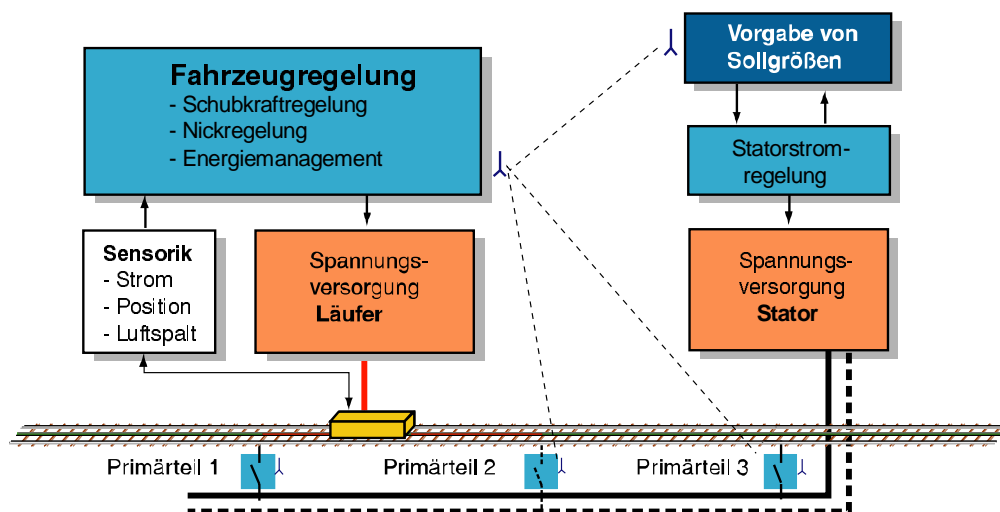 Fahrzeugregelung
- Schubkraftregelung
- Nickregelung
- Energiemanagement
Vorgabe von
Sollgrößen
Statorstrom-
regelung
Sensorik
- Strom
- Position
- Luftspalt
Spannungs-
versorgung
Läufer
Spannungs-
versorgung
Stator
Primärteil 1
Primärteil 2
Primärteil 3